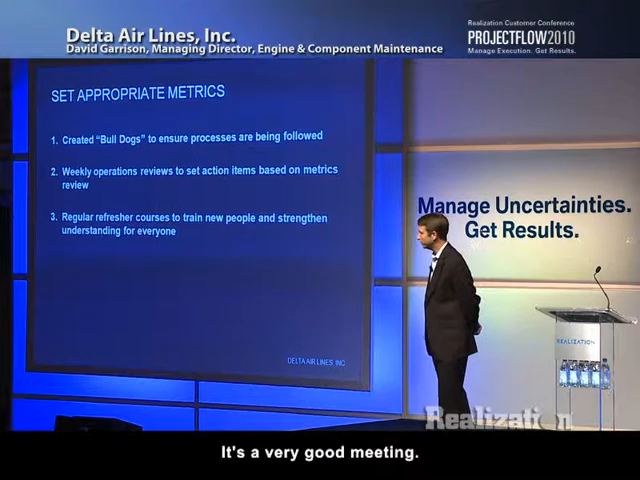 Delta Air Lines, Inc.
David Garrison, Managing Director, Engine & Component Maintenance
Realization Customer Conference
PROJECTFLOW2010
Manage Execution. Get Results.
SET APPROPRIATE METRICS
1. Created "Bull Dogs" to ensure processes are being followed
2. Weekly operations reviews to set action items based on metrics
review
3. Regular refresher courses to train new people and strengthen
understanding for everyone
DELTA AIR LINES, INC
Manage Uncertainties.
Get Results.
REALIZATION
Realization
It's a very good meeting.